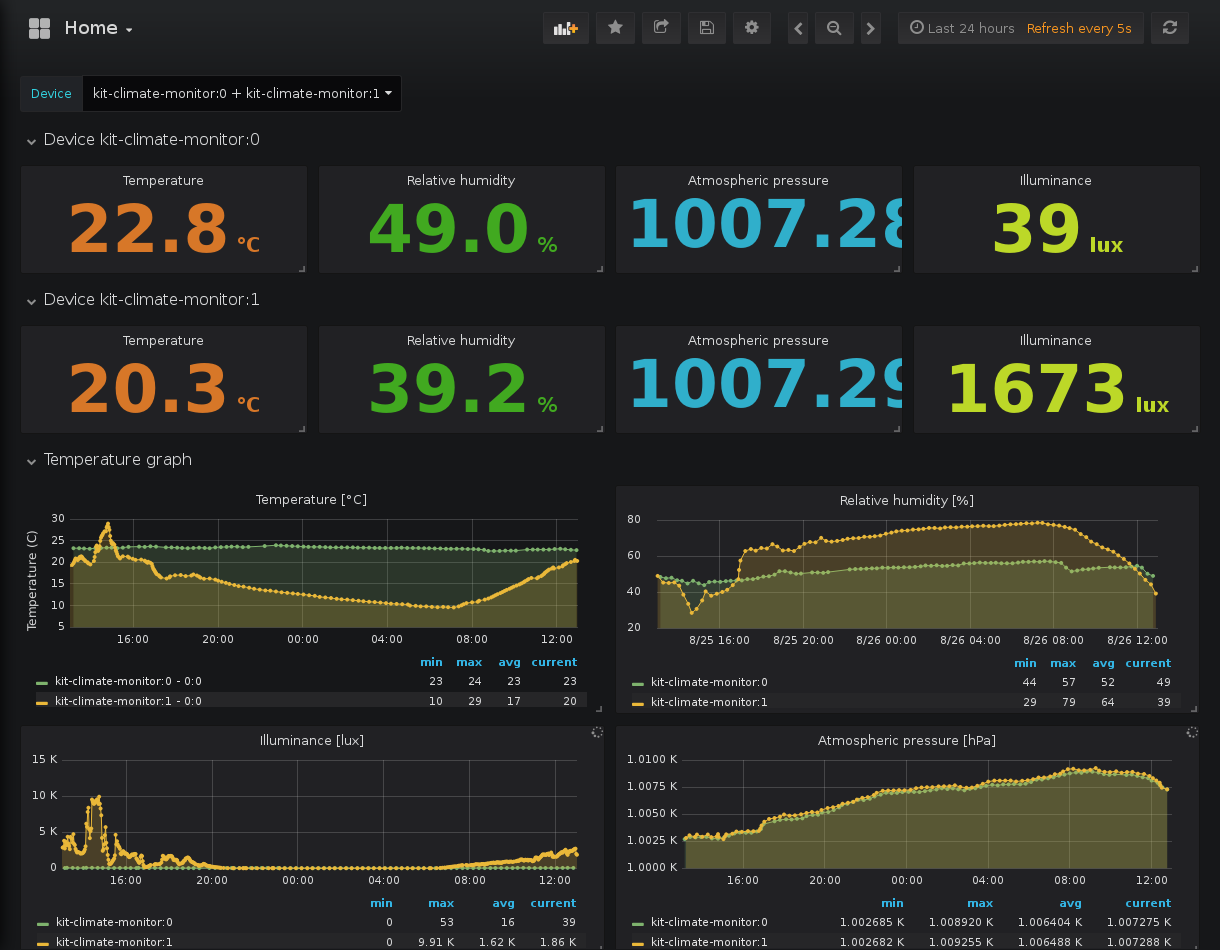 Home
Last 24 hours Refresh every 5s
Device kit-climate-monitor:0 + kit-climate-monitor:1
Device kit-climate-monitor:0
Temperature Relative humidity Atmospheric pressure Illuminance
22.8 °C 49.0 % 1007.28 39 lux
Device kit-climate-monitor:1
Temperature Relative humidity Atmospheric pressure Illuminance
20.3 °C 39.2 % 1007.29 1673 lux
Temperature graph
Temperature [°C]
Temperature (C)
30
25
20
15
10
5
16:00 20:00 00:00 04:00 08:00 12:00
min max avg current
kit-climate-monitor:0 - 0:0 23 24 23 23
kit-climate-monitor:1 - 0:0 10 29 17 20
Relative humidity [%]
80
60
40
20
8/25 16:00 8/25 20:00 8/26 00:00 8/26 04:00 8/26 08:00 8/26 12:00
min max avg current
kit-climate-monitor:0 44 57 52 49
kit-climate-monitor:1 29 79 64 39
Illuminance [lux]
15 K
10 K
5 K
0
16:00 20:00 00:00 04:00 08:00 12:00
min max avg current
kit-climate-monitor:0 0 53 16 39
kit-climate-monitor:1 0 9.91 K 1.62 K 1.86 K
Atmospheric pressure [hPa]
1.0100 K
1.0075 K
1.0050 K
1.0025 K
1.0000 K
16:00 20:00 00:00 04:00 08:00 12:00
min max avg current
kit-climate-monitor:0 1.002685 K 1.008920 K 1.006404 K 1.007275 K
kit-climate-monitor:1 1.002682 K 1.009255 K 1.006488 K 1.007288 K